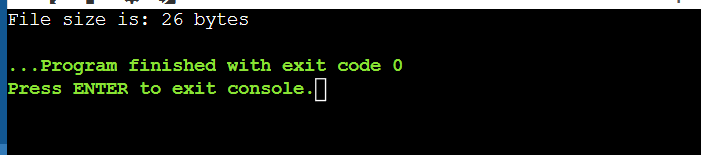 File size is: 26 bytes
...Program finished with exit code 0
Press ENTER to exit console.